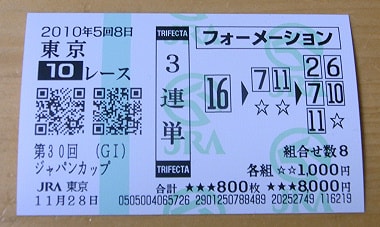 2010年5回8日
東京
10レース
第30回 (GI)
ジャパンカップ
JRA 東京
11月28日
TRIFECTA
3連単
TRIFECTA
JRA
フォーメーション
16 ▶ 7 11 ▶ 2 6
☆☆ 7 10
11 ☆
組合せ数8
各組☆☆1,000円
合計 ★★★800枚 ★★★8,000円
0505004065726 2901250788489 20252749 116219